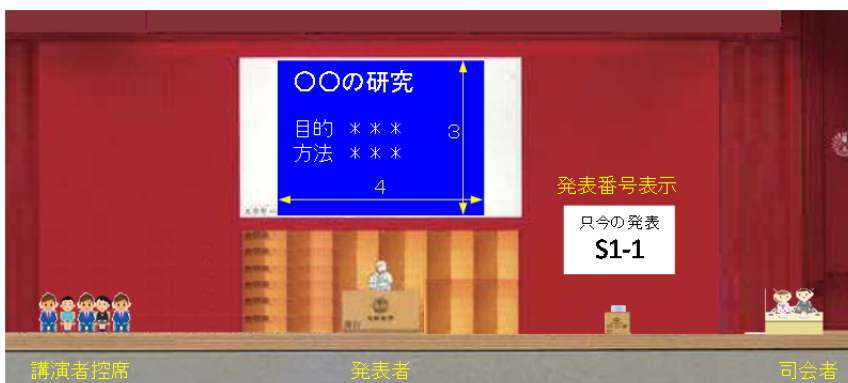 〇〇の研究
目的 ＊＊＊
方法 ＊＊＊
3
4
発表番号表示
只今の発表
S1-1
講演者控席
発表者
司会者